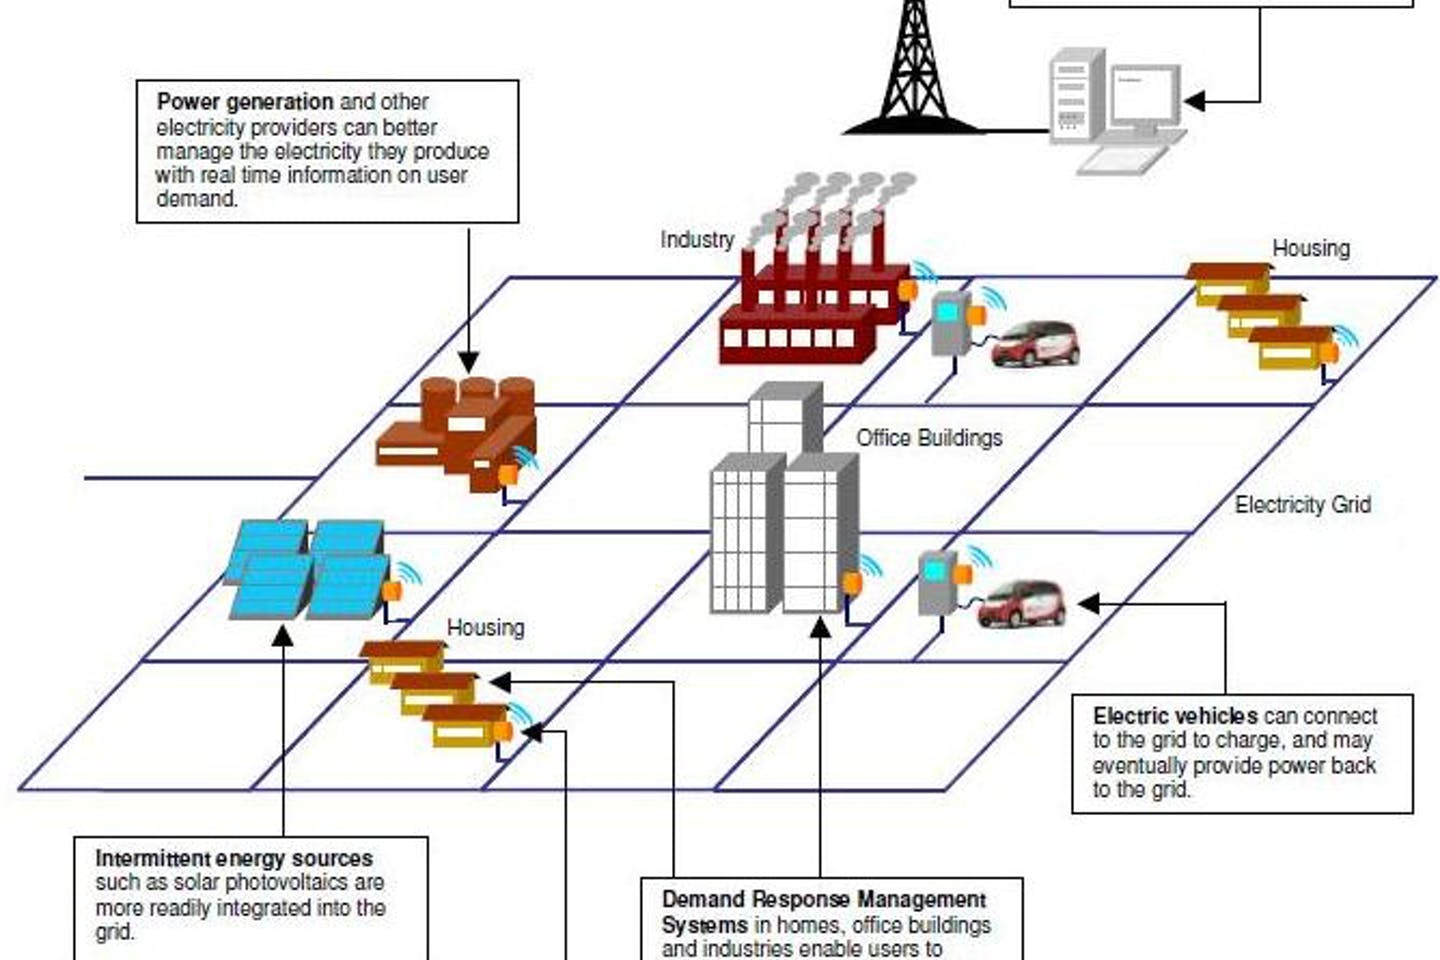 Power generation and other
electricity providers can better
manage the electricity they produce
with real time information on user
demand.
Industry
Housing
Office Buildings
Electricity Grid
Housing
Electric vehicles can connect
to the grid to charge, and may
eventually provide power back
to the grid.
Intermittent energy sources
such as solar photovoltaics are
more readily integrated into the
grid.
Demand Response Management
Systems in homes, office buildings
and industries enable users to